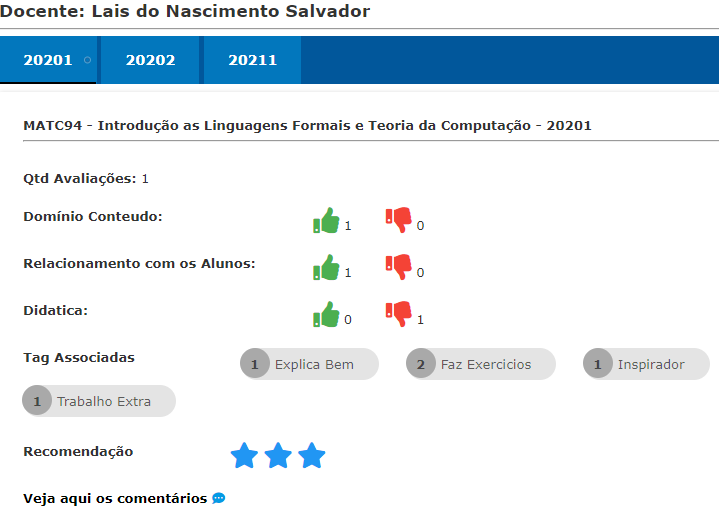 Docente: Lais do Nascimento Salvador
20201 20202 20211
MATC94 - Introdução as Linguagens Formais e Teoria da Computação - 20201
Qtd Avaliações: 1
Domínio Conteudo: 1 0
Relacionamento com os Alunos: 1 0
Didatica: 0 1
Tag Associadas 1 Explica Bem 2 Faz Exercicios 1 Inspirador
1 Trabalho Extra
Recomendação
Veja aqui os comentários